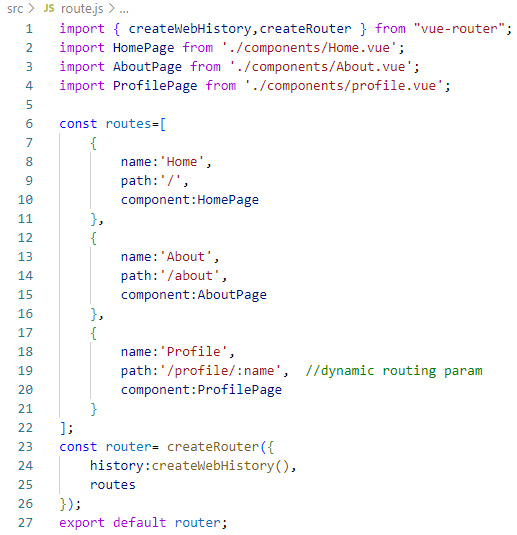 src > JS route.js ...
1 import { createWebHistory,createRouter } from "vue-router";
2 import HomePage from './components/Home.vue';
3 import AboutPage from './components/About.vue';
4 import ProfilePage from './components/profile.vue';
5
6 const routes=[
7     {
8         name:'Home',
9         path:'/',
10         component:HomePage
11     },
12     {
13         name:'About',
14         path:'/about',
15         component:AboutPage
16     },
17     {
18         name:'Profile',
19         path:'/profile/:name',  //dynamic routing param
20         component:ProfilePage
21     }
22 ];
23 const router= createRouter({
24     history:createWebHistory(),
25     routes
26 });
27 export default router;